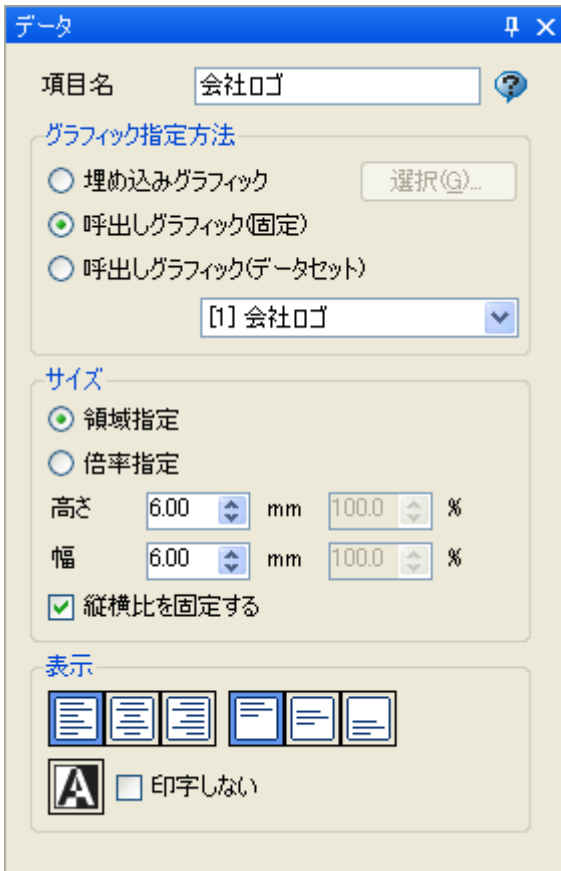 データ
項目名 会社ロゴ
グラフィック指定方法
埋め込みグラフィック 選択(G)...
呼出しグラフィック(固定)
呼出しグラフィック(データセット)
[1] 会社ロゴ
サイズ
領域指定
倍率指定
高さ 6.00 mm 100.0 %
幅 6.00 mm 100.0 %
縦横比を固定する
表示
A 印字しない